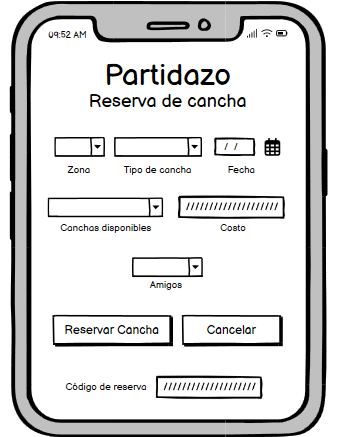 09:52 AM
Partidazo
Reserva de cancha
/ /
Zona Tipo de cancha Fecha
////////////////////
Canchas disponibles Costo
Amigos
Reservar Cancha Cancelar
Código de reserva ////////////////////